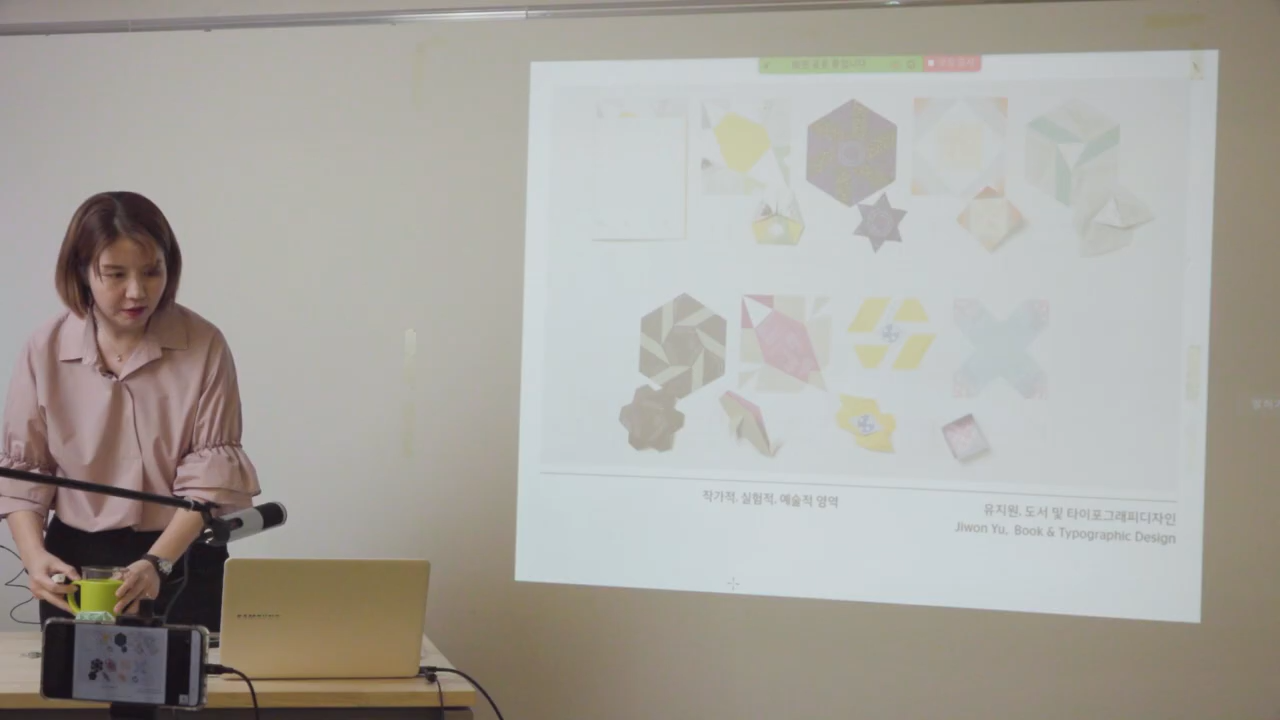 작가적, 실험적, 예술적 영역
유지원. 도서 및 타이포그래피디자인
Jiwon Yu, Book & Typographic Design
SAMSUNG